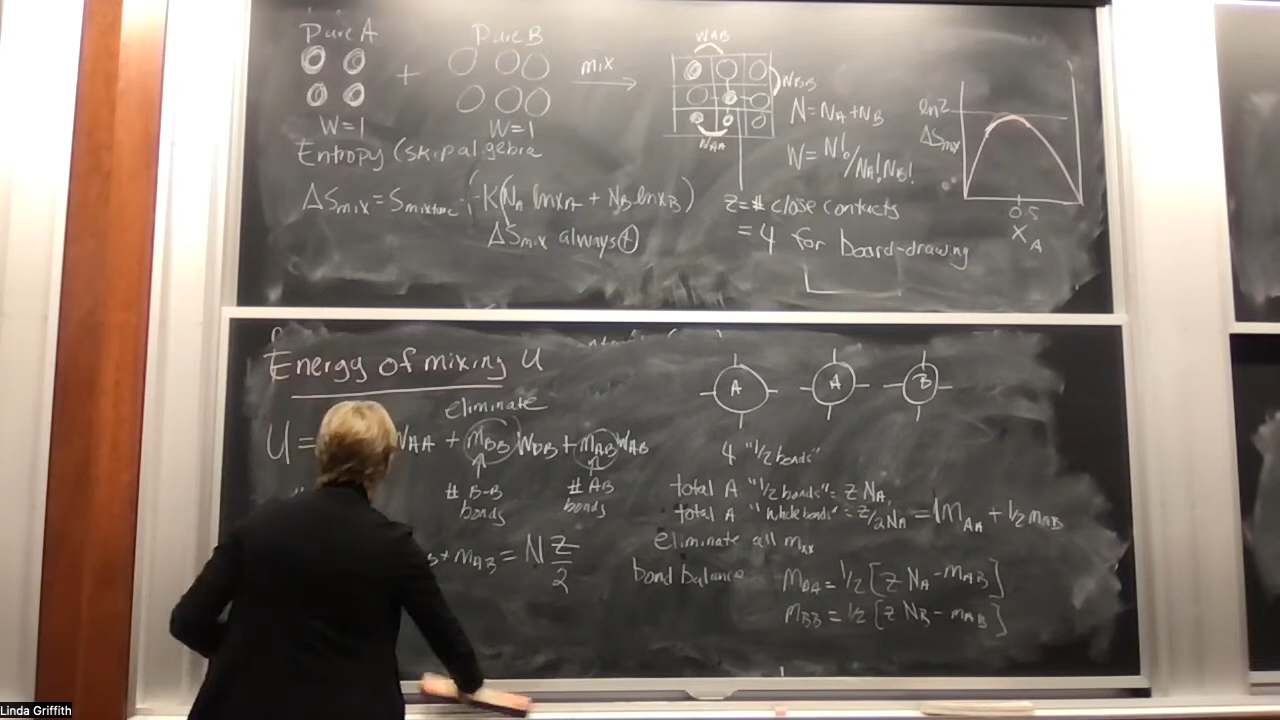 Pure A
Pure B
+
mix
W=1
W=1
Entropy (skip algebra
ΔSmix = Smixture = -K(NA lnxA + NB lnxB)
ΔSmix always (+)
WAB
NBB
NAA
N=NA+NB
W=N!/NA!NB!
z=# close contacts
=4 for board-drawing
ln2
ΔSmix
0.5
XA
Energy of mixing U
eliminate
U= WAA + mBB WBB + mAB WAB
# B-B bonds
# AB bonds
B+mAB = N z/2
A
A
B
4 "1/2 bonds"
total A "1/2 bonds" = z NA
total A "whole bonds" = z/2 NA = 1mAA + 1/2 mAB
eliminate all mxx
bond balance
mAA = 1/2 [z NA - mAB]
mBB = 1/2 [z NB - mAB]
Linda Griffith